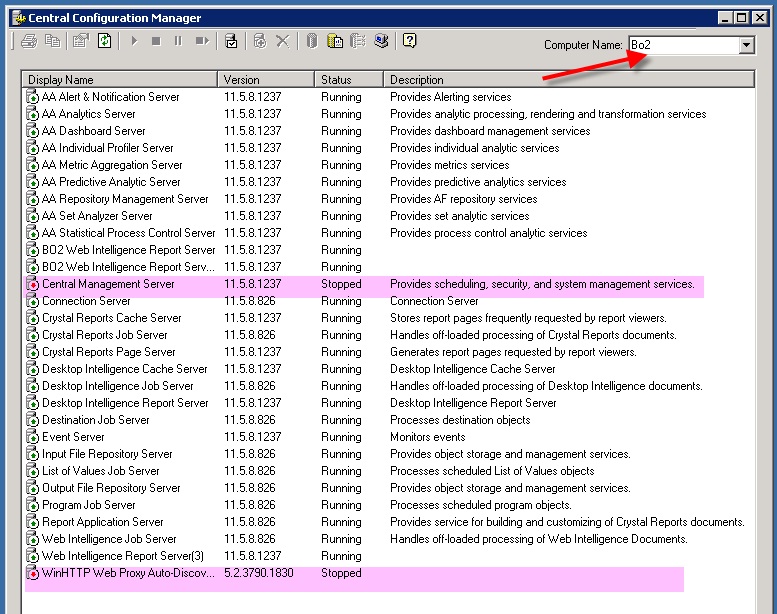 Central Configuration Manager
Computer Name: Bo2
Display Name Version Status Description
AA Alert & Notification Server 11.5.8.1237 Running Provides Alerting services
AA Analytics Server 11.5.8.1237 Running Provides analytic processing, rendering and transformation services
AA Dashboard Server 11.5.8.1237 Running Provides dashboard management services
AA Individual Profiler Server 11.5.8.1237 Running Provides individual analytic services
AA Metric Aggregation Server 11.5.8.1237 Running Provides metrics services
AA Predictive Analytic Server 11.5.8.1237 Running Provides predictive analytic services
AA Repository Management Server 11.5.8.1237 Running Provides AF repository services
AA Set Analyzer Server 11.5.8.1237 Running Provides set analytic services
AA Statistical Process Control Server 11.5.8.1237 Running Provides process control analytic services
BO2 Web Intelligence Report Server 11.5.8.1237 Running
BO2 Web Intelligence Report Serv... 11.5.8.1237 Running
Central Management Server 11.5.8.1237 Stopped Provides scheduling, security, and system management services.
Connection Server 11.5.8.826 Running Connection Server
Crystal Reports Cache Server 11.5.8.1237 Running Stores report pages frequently requested by report viewers.
Crystal Reports Job Server 11.5.8.826 Running Handles off-loaded processing of Crystal Reports documents.
Crystal Reports Page Server 11.5.8.1237 Running Generates report pages requested by report viewers.
Desktop Intelligence Cache Server 11.5.8.1237 Running Desktop Intelligence Cache Server
Desktop Intelligence Job Server 11.5.8.826 Running Handles off-loaded processing of Desktop Intelligence documents.
Desktop Intelligence Report Server 11.5.8.1237 Running Desktop Intelligence Report Server
Destination Job Server 11.5.8.826 Running Processes destination objects
Event Server 11.5.8.1237 Running Monitors events
Input File Repository Server 11.5.8.826 Running Provides object storage and management services.
List of Values Job Server 11.5.8.826 Running Processes scheduled List of Values objects
Output File Repository Server 11.5.8.826 Running Provides object storage and management services.
Program Job Server 11.5.8.826 Running Processes scheduled program objects.
Report Application Server 11.5.8.826 Running Provides service for building and customizing of Crystal Reports documents.
Web Intelligence Job Server 11.5.8.826 Running Handles off-loaded processing of Web Intelligence Documents.
Web Intelligence Report Server(3) 11.5.8.1237 Running
WinHTTP Web Proxy Auto-Discov... 5.2.3790.1830 Stopped